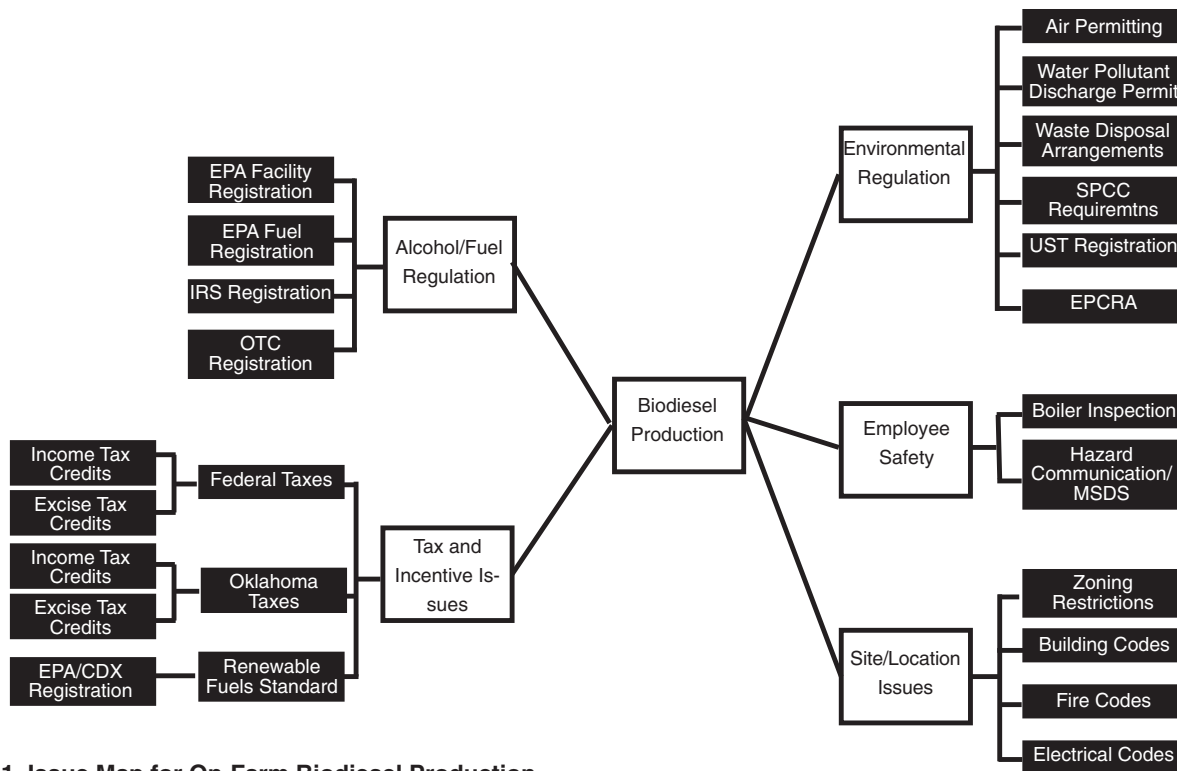 EPA Facility
Registration
EPA Fuel
Registration
IRS Registration
OTC
Registration
Alcohol/Fuel
Regulation
Income Tax
Credits
Excise Tax
Credits
Income Tax
Credits
Excise Tax
Credits
EPA/CDX
Registration
Federal Taxes
Oklahoma
Taxes
Renewable
Fuels Standard
Tax and
Incentive Is-
sues
Biodiesel
Production
Environmental
Regulation
Air Permitting
Water Pollutant
Discharge Permit
Waste Disposal
Arrangements
SPCC
Requiremtns
UST Registration
EPCRA
Employee
Safety
Boiler Inspection
Hazard
Communication/
MSDS
Site/Location
Issues
Zoning
Restrictions
Building Codes
Fire Codes
Electrical Codes
1. Issue Map for On-Farm Biodiesel Production